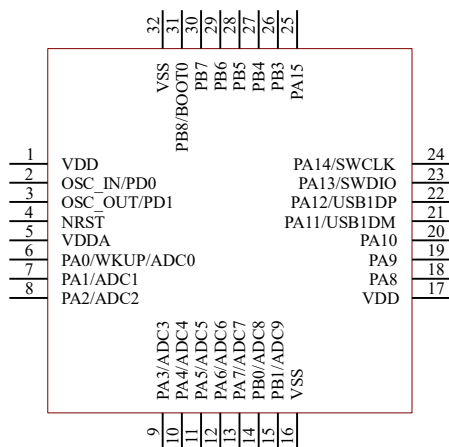 32 31 30 29 28 27 26 25
VSS
PB8/BOOT0
PB7
PB6
PB5
PB4
PB3
PA15
1 VDD
2 OSC_IN/PD0
3 OSC_OUT/PD1
4 NRST
5 VDDA
6 PA0/WKUP/ADC0
7 PA1/ADC1
8 PA2/ADC2
PA14/SWCLK 24
PA13/SWDIO 23
PA12/USB1DP 22
PA11/USB1DM 21
PA10 20
PA9 19
PA8 18
VDD 17
PA3/ADC3
PA4/ADC4
PA5/ADC5
PA6/ADC6
PA7/ADC7
PB0/ADC8
PB1/ADC9
VSS
9 10 11 12 13 14 15 16